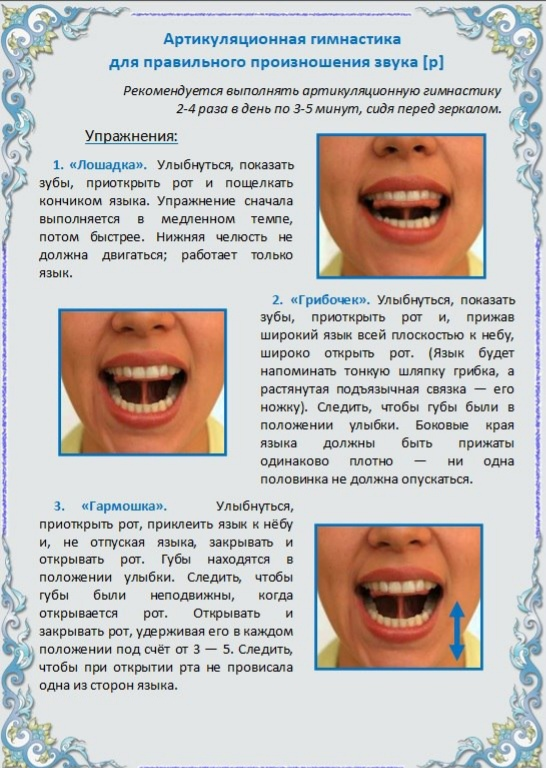 Артикуляционная гимнастика
для правильного произношения звука [р]
Рекомендуется выполнять артикуляционную гимнастику
2-4 раза в день по 3-5 минут, сидя перед зеркалом.
Упражнения:
1. «Лошадка». Улыбнуться, показать
зубы, приоткрыть рот и пощелкать
кончиком языка. Упражнение сначала
выполняется в медленном темпе,
потом быстрее. Нижняя челюсть не
должна двигаться; работает только
язык.
2. «Грибочек». Улыбнуться, показать
зубы, приоткрыть рот и, прижав
широкий язык всей плоскостью к небу,
широко открыть рот. (Язык будет
напоминать тонкую шляпку грибка, а
растянутая подъязычная связка — его
ножку). Следить, чтобы губы были в
положении улыбки. Боковые края
языка должны быть прижаты
одинаково плотно — ни одна
половинка не должна опускаться.
3. «Гармошка». Улыбнуться,
приоткрыть рот, приклеить язык к нёбу
и, не отпуская языка, закрывать и
открывать рот. Губы находятся в
положении улыбки. Следить, чтобы
губы были неподвижны, когда
открывается рот. Открывать и
закрывать рот, удерживая его в каждом
положении под счёт от 3 — 5. Следить,
чтобы при открытии рта не провисала
одна из сторон языка.